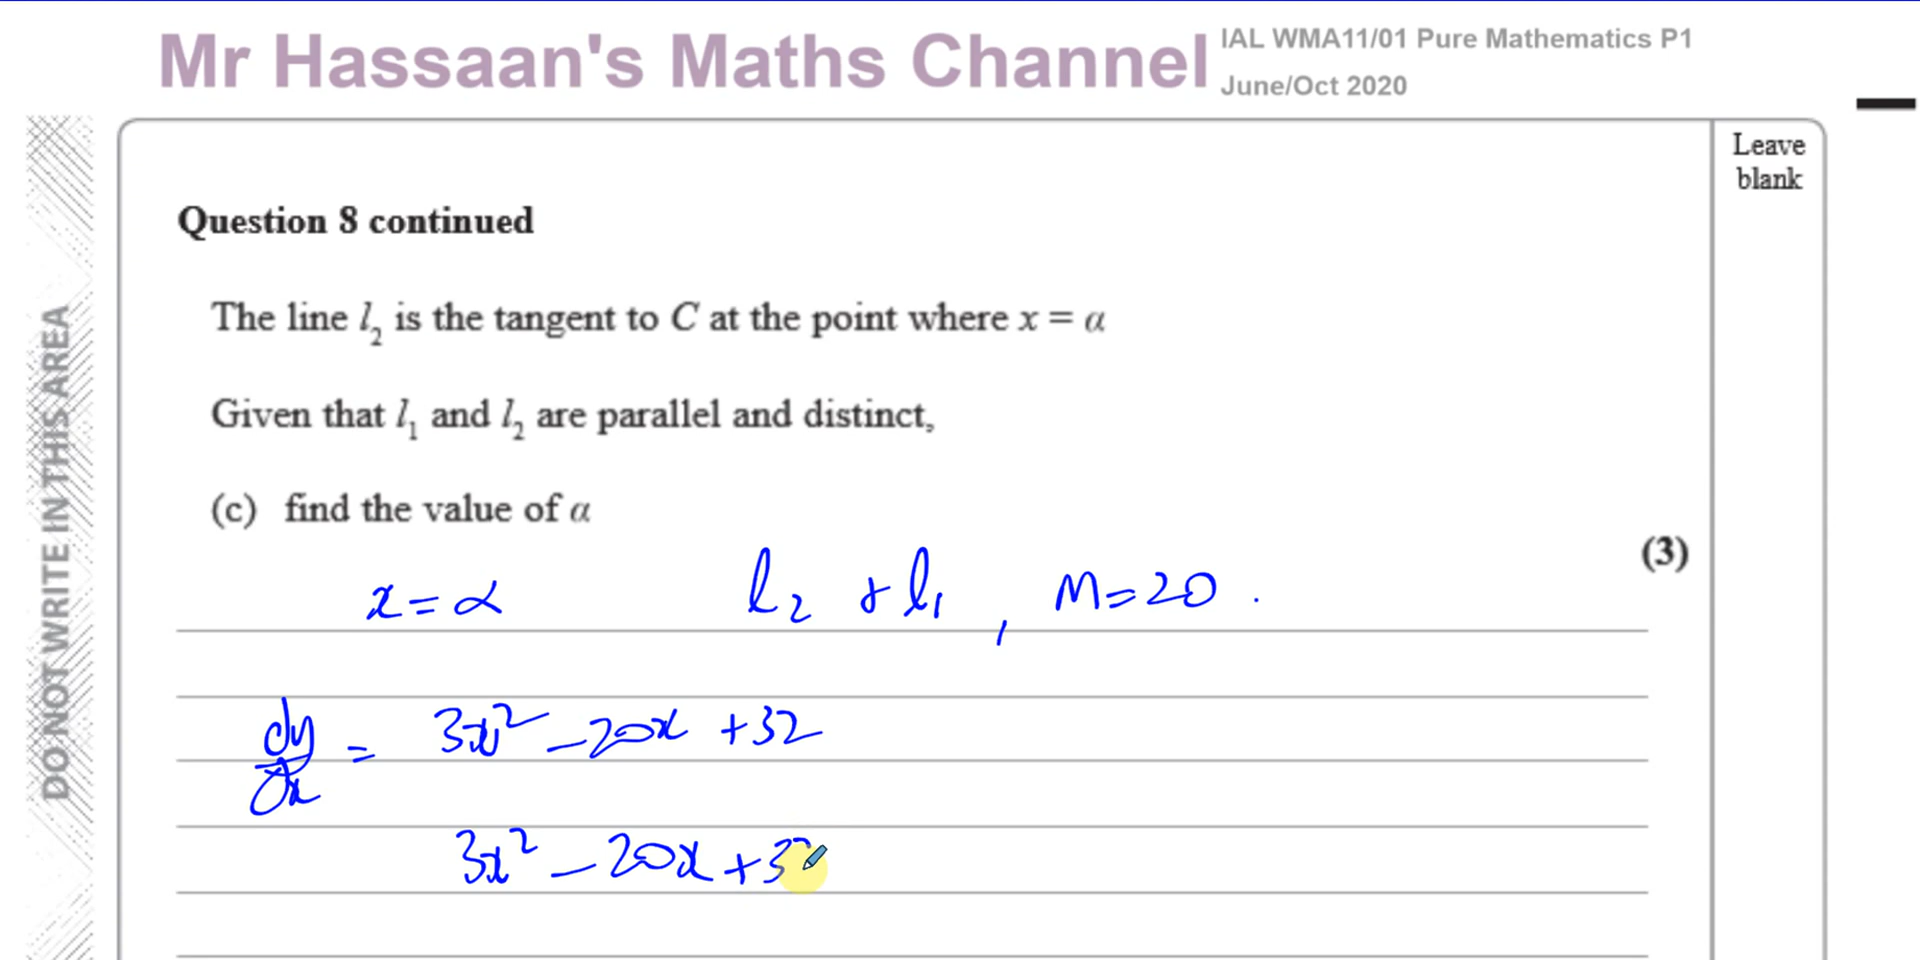 Mr Hassaan's Maths Channel
IAL WMA11/01 Pure Mathematics P1
June/Oct 2020
Leave
blank
DO NOT WRITE IN THIS AREA
Question 8 continued
The line l₂ is the tangent to C at the point where x = α
Given that l₁ and l₂ are parallel and distinct,
(c) find the value of α
(3)
x = α l₂ & l₁, M = 20 .
dy/dx = 3x² − 20x + 32
3x² − 20x + 3